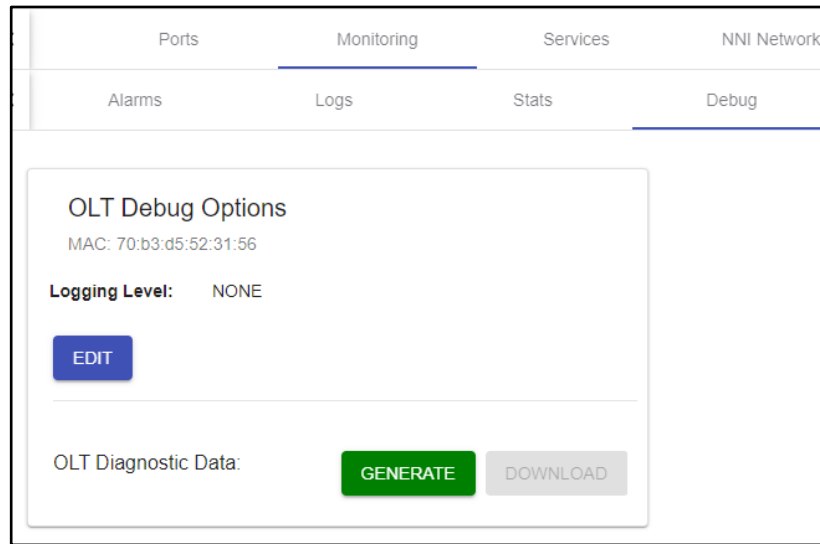 Ports Monitoring Services NNI Network
Alarms Logs Stats Debug
OLT Debug Options
MAC: 70:b3:d5:52:31:56
Logging Level: NONE
EDIT
OLT Diagnostic Data: GENERATE DOWNLOAD